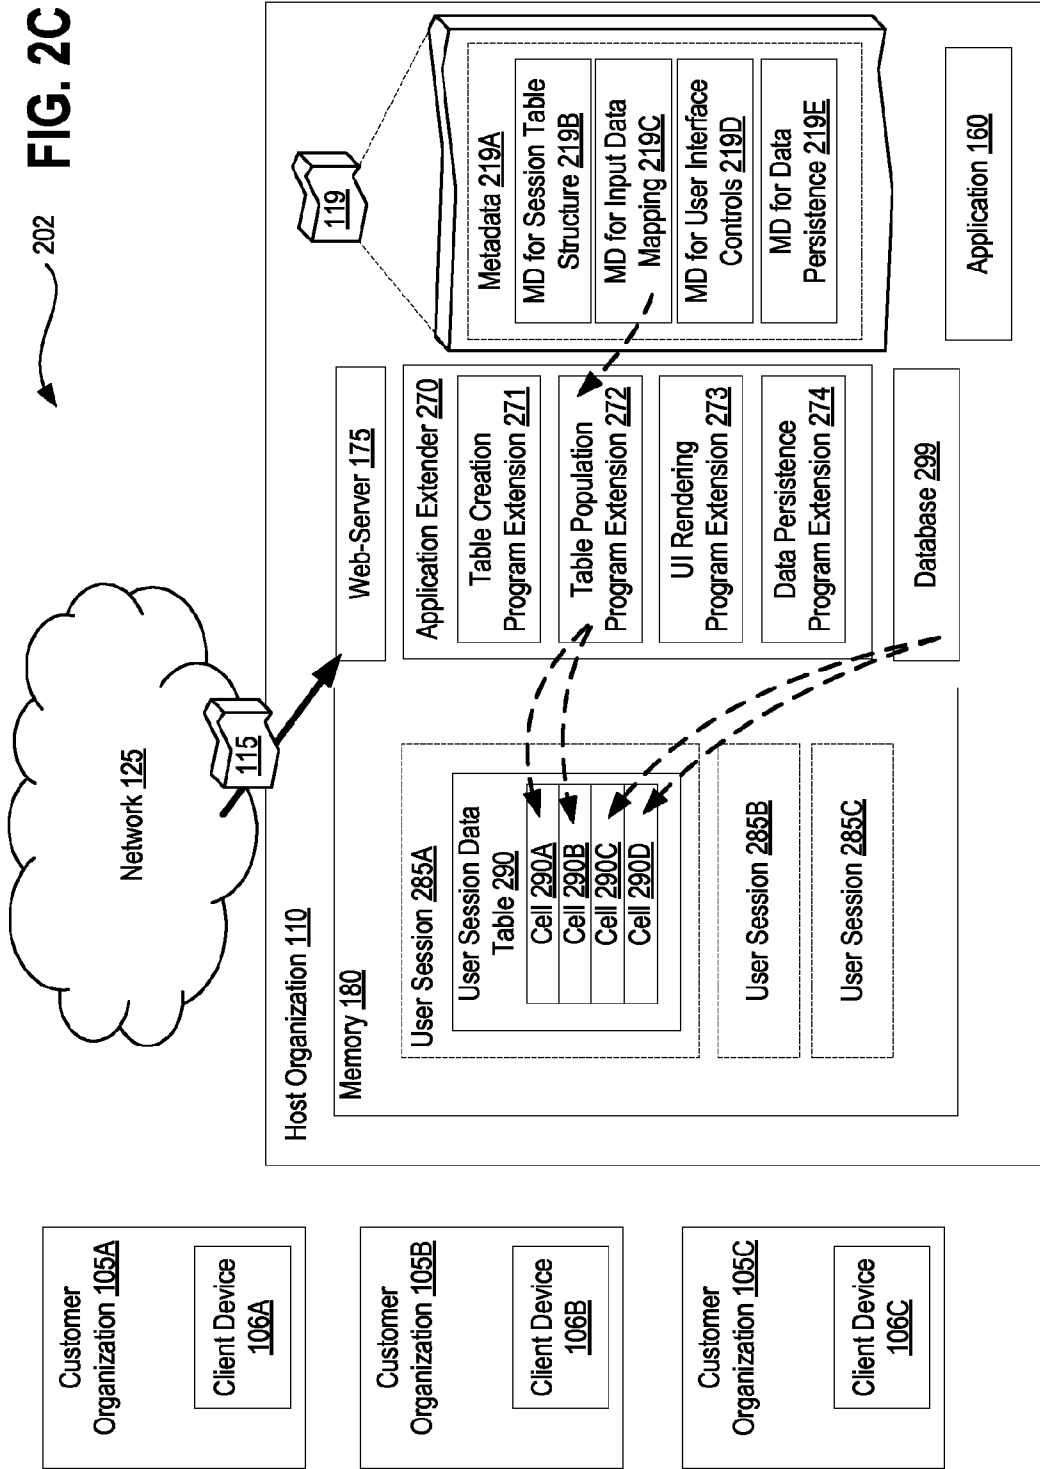 FIG. 2C
202
Customer
Organization 105A
Client Device
106A
Customer
Organization 105B
Client Device
106B
Customer
Organization 105C
Client Device
106C
Network 125
115
Host Organization 110
Memory 180
User Session 285A
User Session Data
Table 290
Cell 290A
Cell 290B
Cell 290C
Cell 290D
User Session 285B
User Session 285C
Web-Server 175
Application Extender 270
Table Creation
Program Extension 271
Table Population
Program Extension 272
UI Rendering
Program Extension 273
Data Persistence
Program Extension 274
Database 299
119
Metadata 219A
MD for Session Table
Structure 219B
MD for Input Data
Mapping 219C
MD for User Interface
Controls 219D
MD for Data
Persistence 219E
Application 160